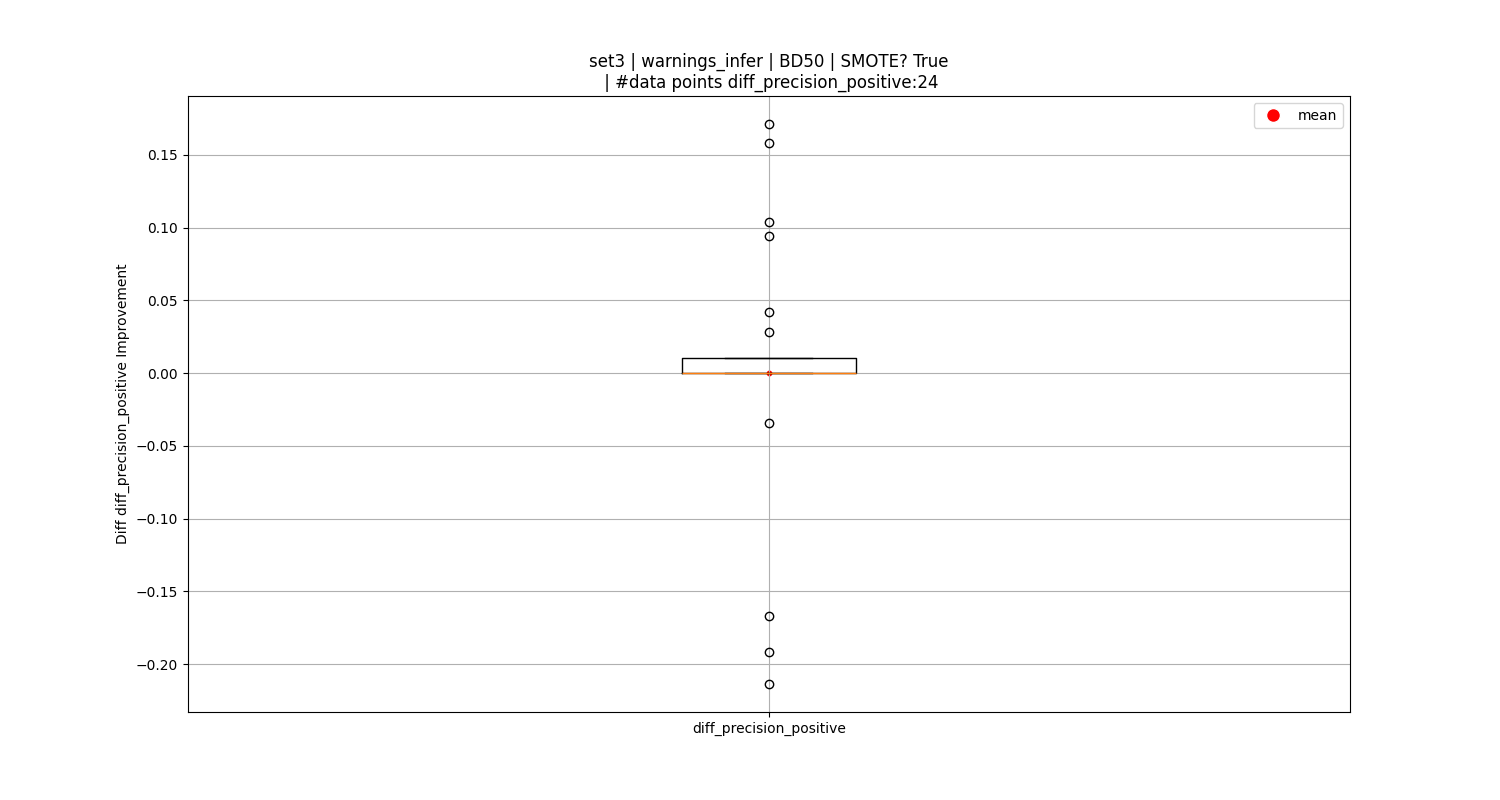 set3 | warnings_infer | BD50 | SMOTE? True
| #data points diff_precision_positive:24
mean
0.15
0.10
0.05
0.00
−0.05
−0.10
−0.15
−0.20
Diff diff_precision_positive Improvement
diff_precision_positive